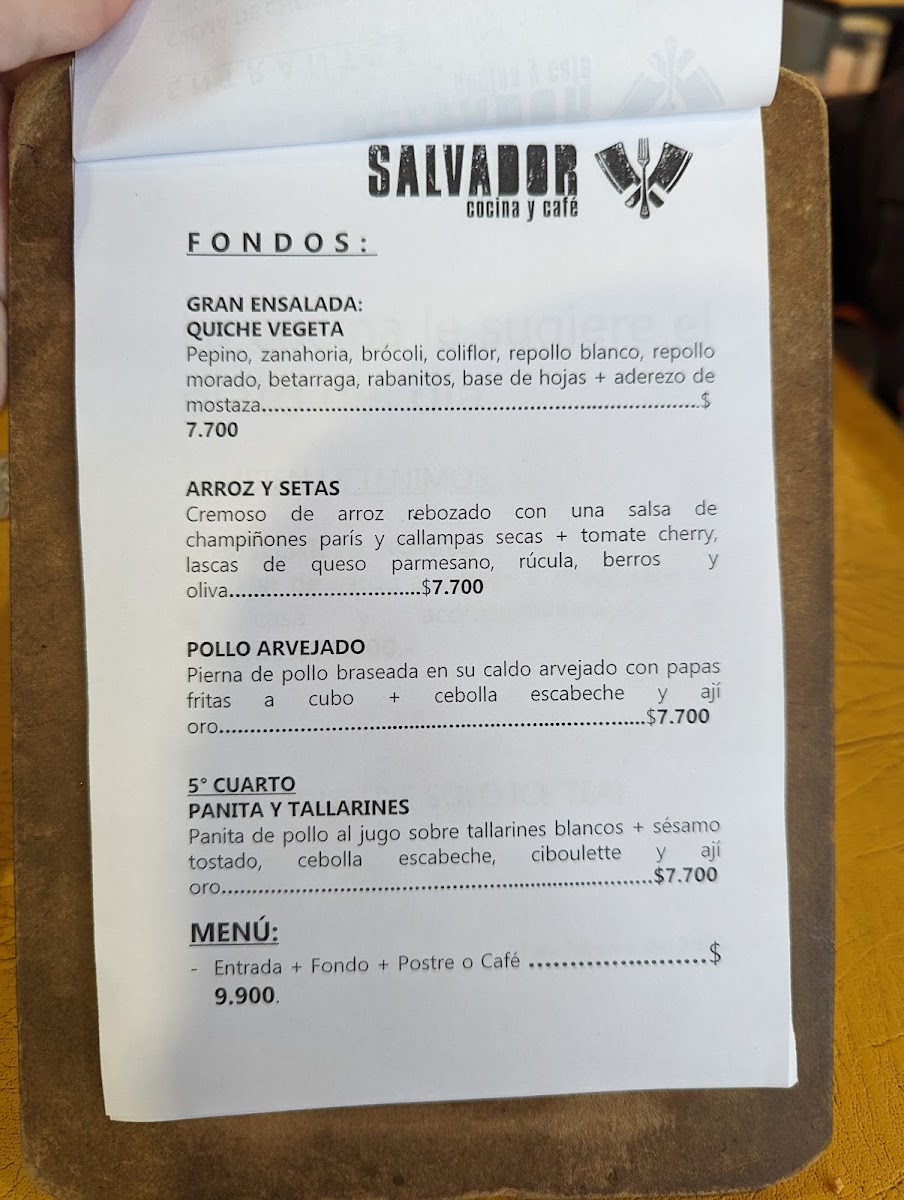 SALVADOR
cocina y café
FONDOS:
GRAN ENSALADA:
QUICHE VEGETA
Pepino, zanahoria, brócoli, coliflor, repollo blanco, repollo
morado, betarraga, rabanitos, base de hojas + aderezo de
mostaza......................................................................$
7.700
ARROZ Y SETAS
Cremoso de arroz rebozado con una salsa de
champiñones parís y callampas secas + tomate cherry,
lascas de queso parmesano, rúcula, berros y
oliva..............................$7.700
POLLO ARVEJADO
Pierna de pollo braseada en su caldo arvejado con papas
fritas a cubo + cebolla escabeche y ají
oro.....................................................................$7.700
5° CUARTO
PANITA Y TALLARINES
Panita de pollo al jugo sobre tallarines blancos + sésamo
tostado, cebolla escabeche, ciboulette y ají
oro.....................................................................$7.700
MENÚ:
- Entrada + Fondo + Postre o Café .......................$
9.900.